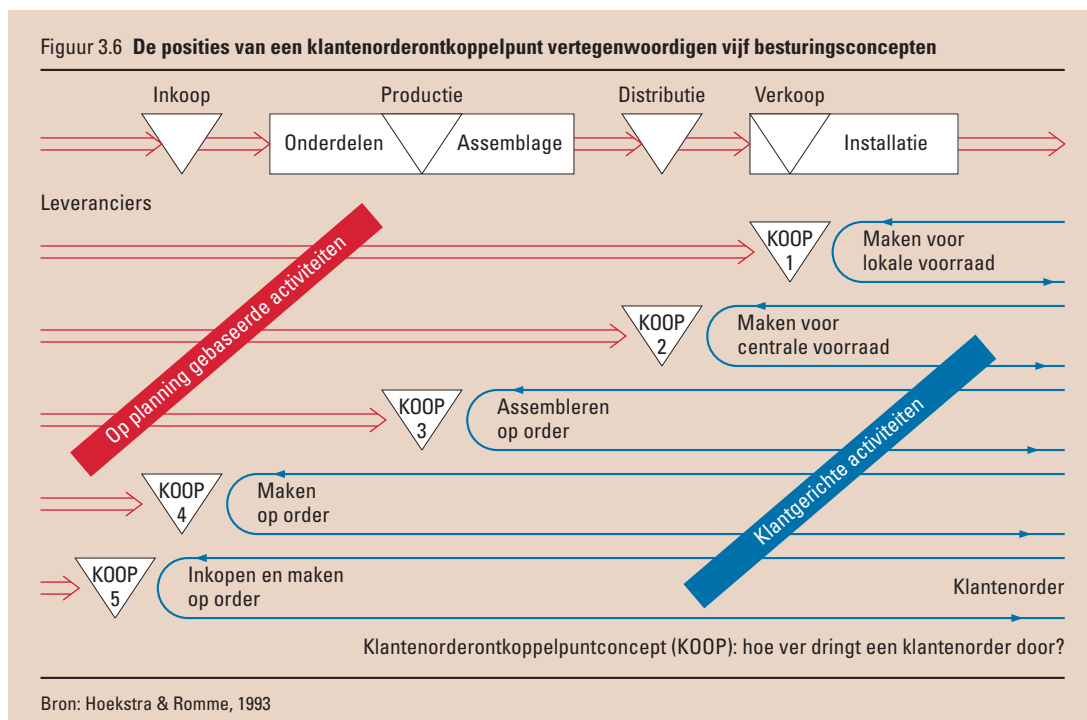 Figuur 3.6 De posities van een klantenorderontkoppelpunt vertegenwoordigen vijf besturingsconcepten
Inkoop
Productie
Distributie
Verkoop
Onderdelen
Assemblage
Installatie
Leveranciers
Op planning gebaseerde activiteiten
KOOP
1
Maken voor
lokale voorraad
KOOP
2
Maken voor
centrale voorraad
KOOP
3
Assembleren
op order
Klantgerichte activiteiten
KOOP
4
Maken
op order
KOOP
5
Inkopen en maken
op order
Klantenorder
Klantenorderontkoppelpuntconcept (KOOP): hoe ver dringt een klantenorder door?
Bron: Hoekstra & Romme, 1993